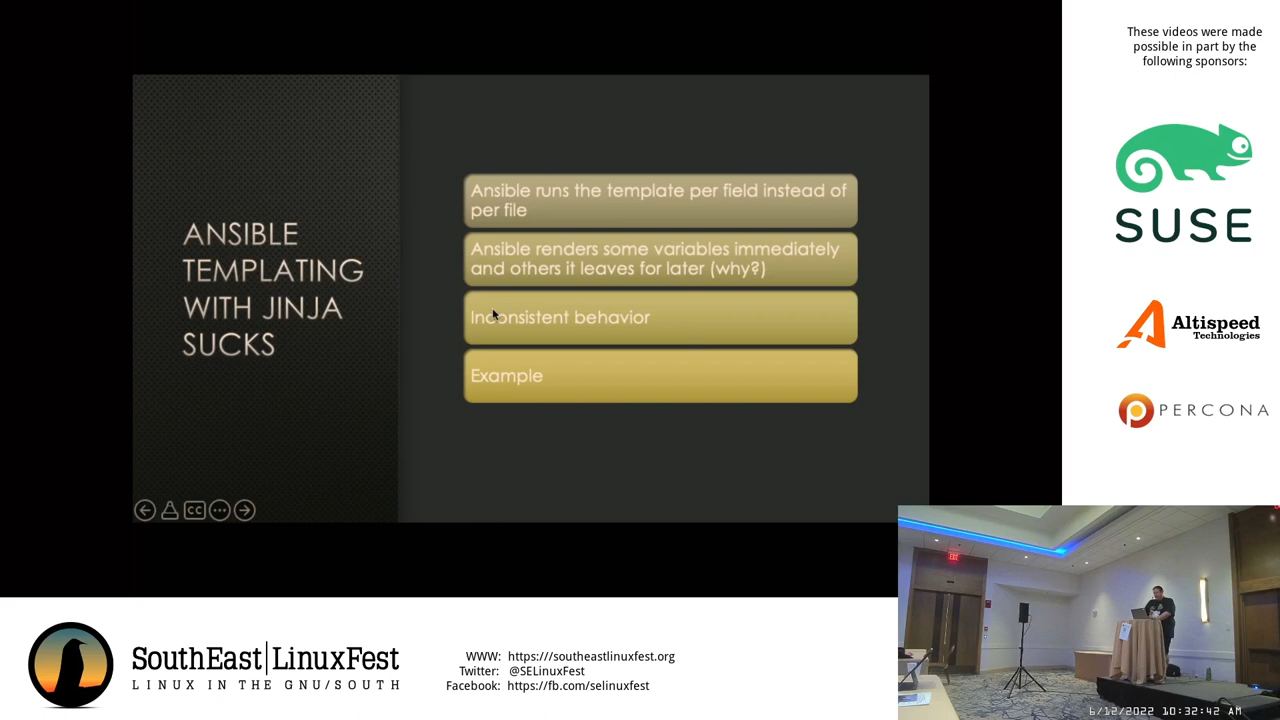 These videos were made
possible in part by the
following sponsors:
ANSIBLE
TEMPLATING
WITH JINJA
SUCKS
Ansible runs the template per field instead of
per file
Ansible renders some variables immediately
and others it leaves for later (why?)
Inconsistent behavior
Example
CC
SUSE
Altispeed
Technologies
PERCONA
EXIT
SouthEast|LinuxFest
LINUX IN THE GNU/SOUTH
WWW: https:///southeastlinuxfest.org
Twitter: @SELinuxFest
Facebook: https://fb.com/selinuxfest
6/12/2022 10:32:42 AM